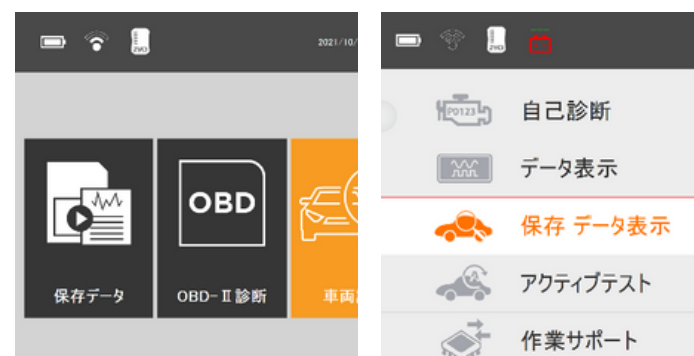 2021/10/
OBD
保存データ
OBD-Ⅱ診断
車両
P0123
自己診断
データ表示
保存 データ表示
アクティブテスト
作業サポート